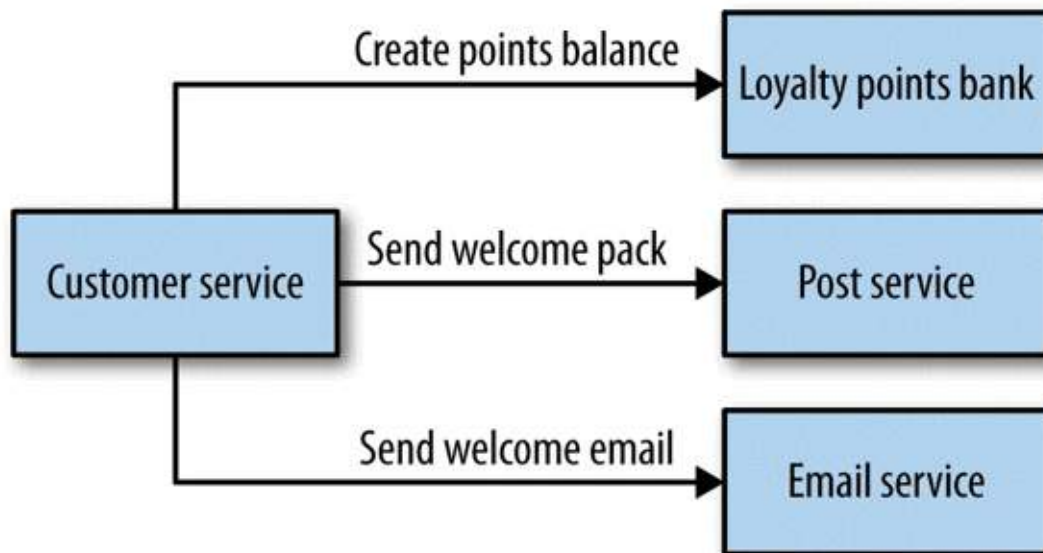 Create points balance
Loyalty points bank
Customer service
Send welcome pack
Post service
Send welcome email
Email service